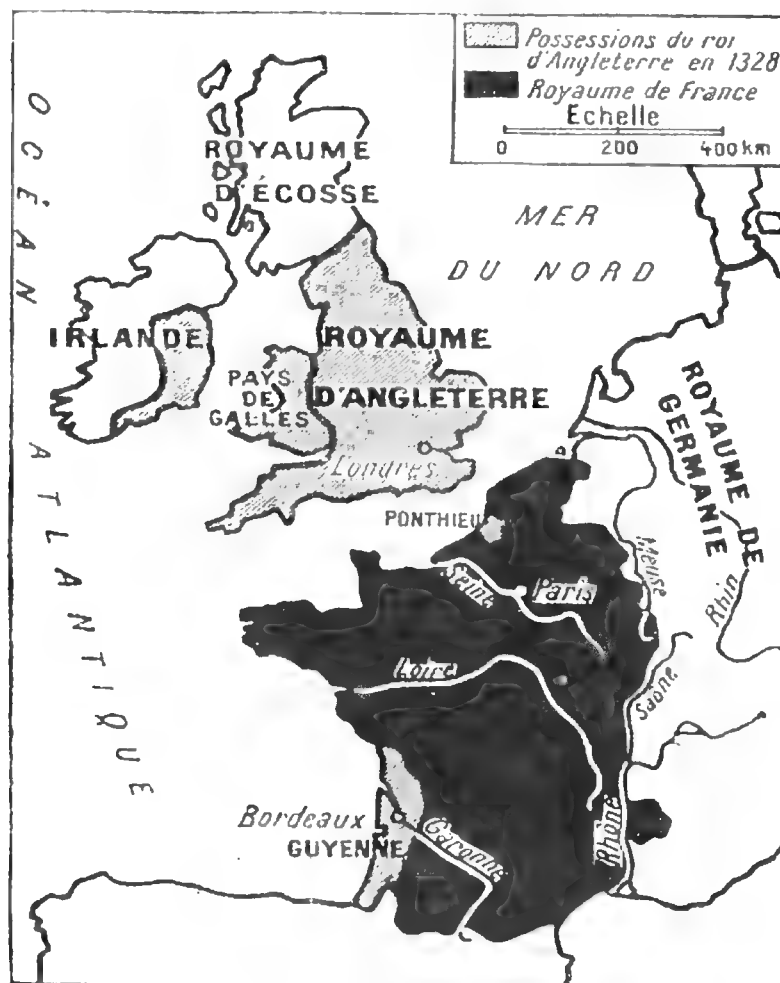 Possessions du roi
d'Angleterre en 1328
Royaume de France
Echelle
0 200 400 km
OCÉAN ATLANTIQUE
ROYAUME
D'ÉCOSSE
MER
DU NORD
IRLANDE
ROYAUME
D'ANGLETERRE
PAYS
DE
GALLES
Londres
ROYAUME DE
GERMANIE
PONTHIEU
Meuse
Rhin
Seine
Paris
Loire
Saône
Bordeaux
GUYENNE
Garonne
Rhône